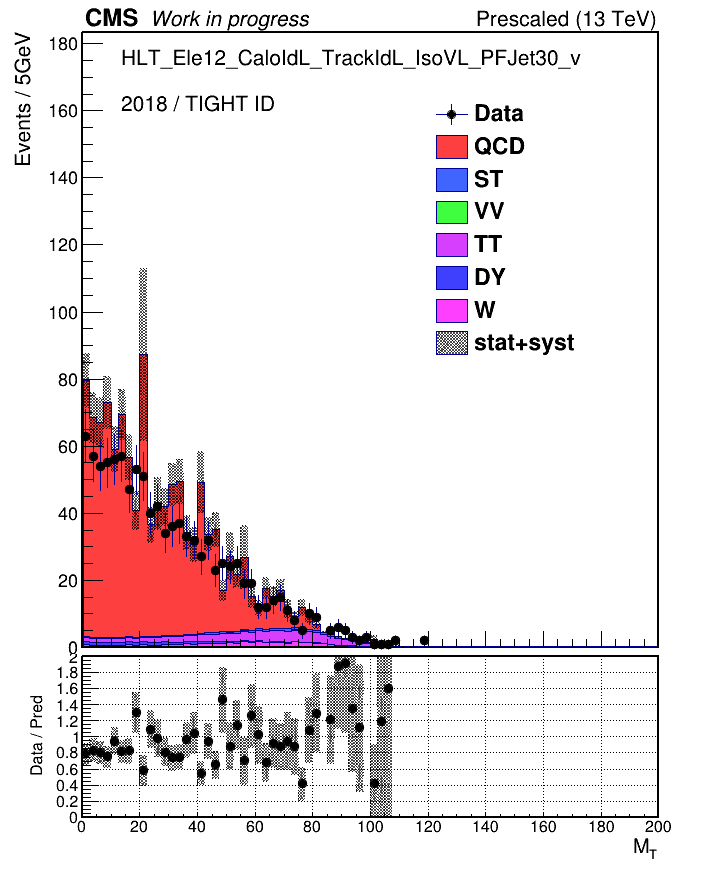 CMS Work in progress Prescaled (13 TeV)
Events / 5GeV
HLT_Ele12_CaloIdL_TrackIdL_IsoVL_PFJet30_v
2018 / TIGHT ID
Data
QCD
ST
VV
TT
DY
W
stat+syst
180
160
140
120
100
80
60
40
20
0
Data / Pred
2
1.8
1.6
1.4
1.2
1
0.8
0.6
0.4
0.2
0
0 20 40 60 80 100 120 140 160 180 200
M_T